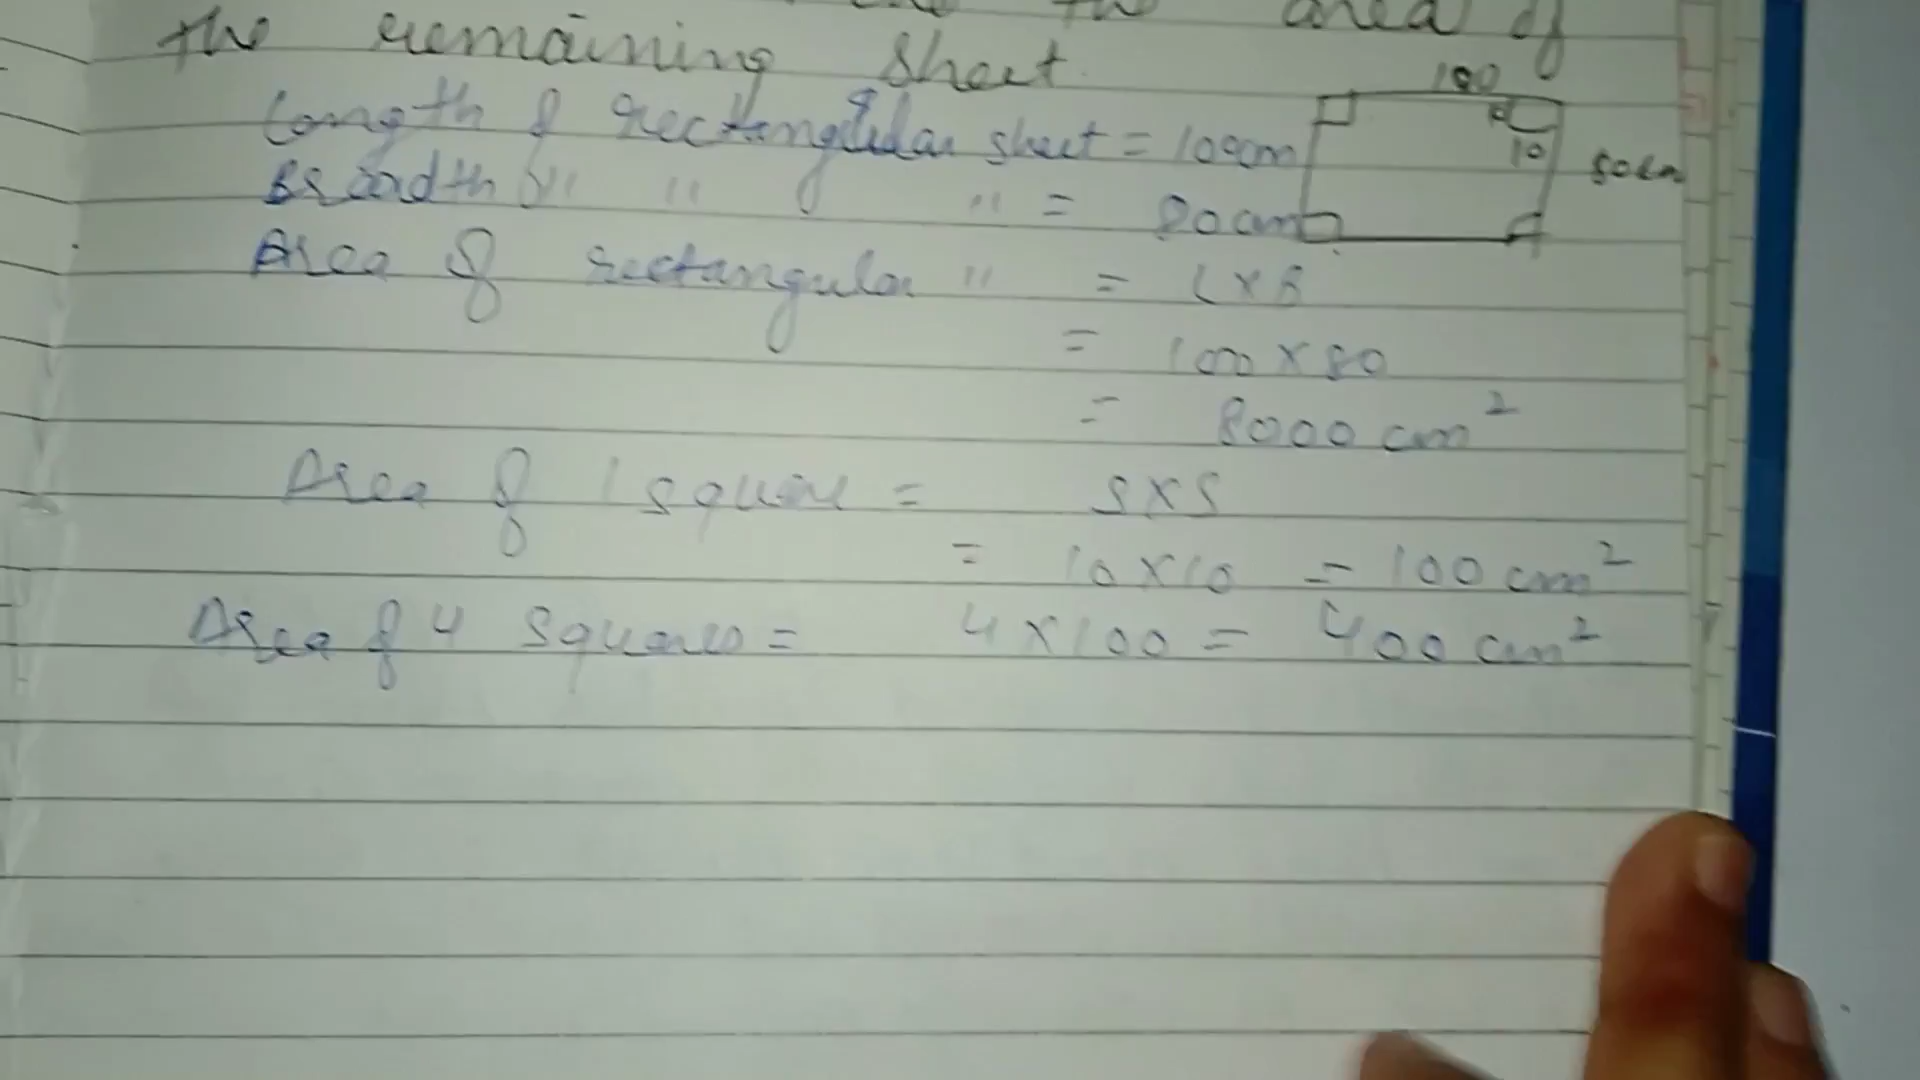 the area of
the remaining sheet.
Length of rectangular sheet = 100cm
Breadth " " " = 80cm
Area of rectangular " = L x B
= 100 x 80
= 8000 cm²
Area of 1 square = S x S
= 10 x 10 = 100 cm²
Area of 4 squares = 4 x 100 = 400 cm²
100
10
80cm